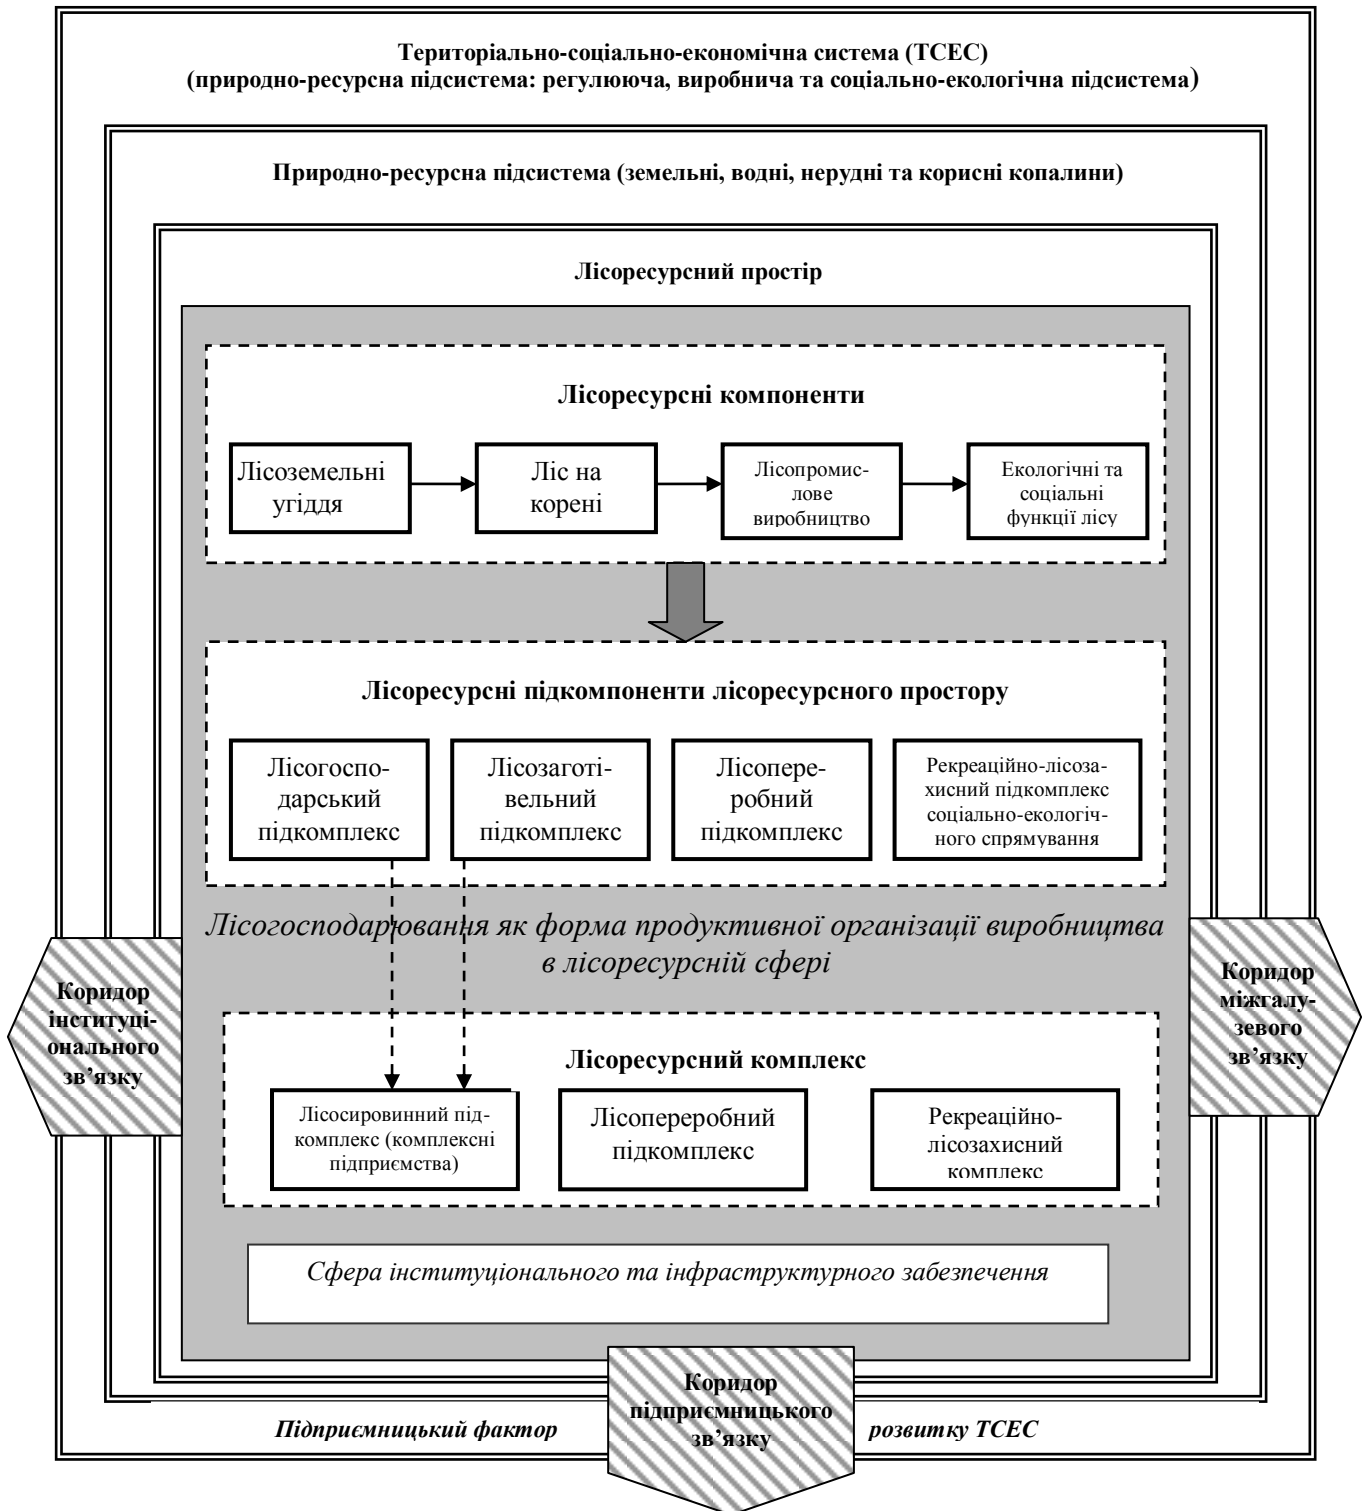 Територіально-соціально-економічна система (ТСЕС)
(природно-ресурсна підсистема: регулююча, виробнича та соціально-екологічна підсистема)
Природно-ресурсна підсистема (земельні, водні, нерудні та корисні копалини)
Лісоресурсний простір
Лісоресурсні компоненти
Лісоземельні
угіддя
Ліс на
корені
Лісопромис-
лове
виробництво
Екологічні та
соціальні
функції лісу
Лісоресурсні підкомпоненти лісоресурсного простору
Лісогоспо-
дарський
підкомплекс
Лісозаготі-
вельний
підкомплекс
Лісопере-
робний
підкомплекс
Рекреаційно-лісоза-
хисний підкомплекс
соціально-екологіч-
ного спрямування
Лісогосподарювання як форма продуктивної організації виробництва
в лісоресурсній сфері
Коридор
інституці-
онального
зв’язку
Коридор
міжгалу-
зевого
зв’язку
Лісоресурсний комплекс
Лісосировинний під-
комплекс (комплексні
підприємства)
Лісопереробний
підкомплекс
Рекреаційно-
лісозахисний
комплекс
Сфера інституціонального та інфраструктурного забезпечення
Коридор
підприємницького
зв’язку
Підприємницький фактор розвитку ТСЕС